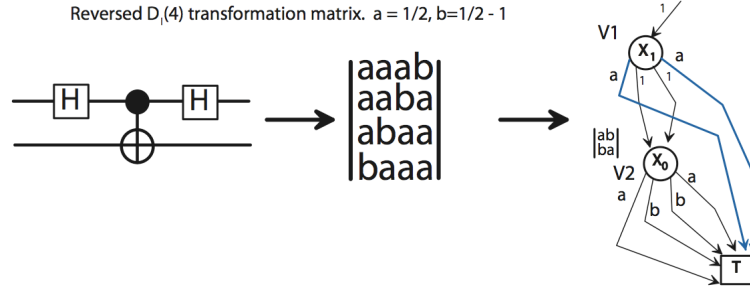 Reversed D₁(4) transformation matrix. a = 1/2, b=1/2 - 1
1
V1
X₁
a
a
1
1
H
H
aaab
aaba
abaa
baaa
ab
ba
X₀
V2
a
a
b
b
T